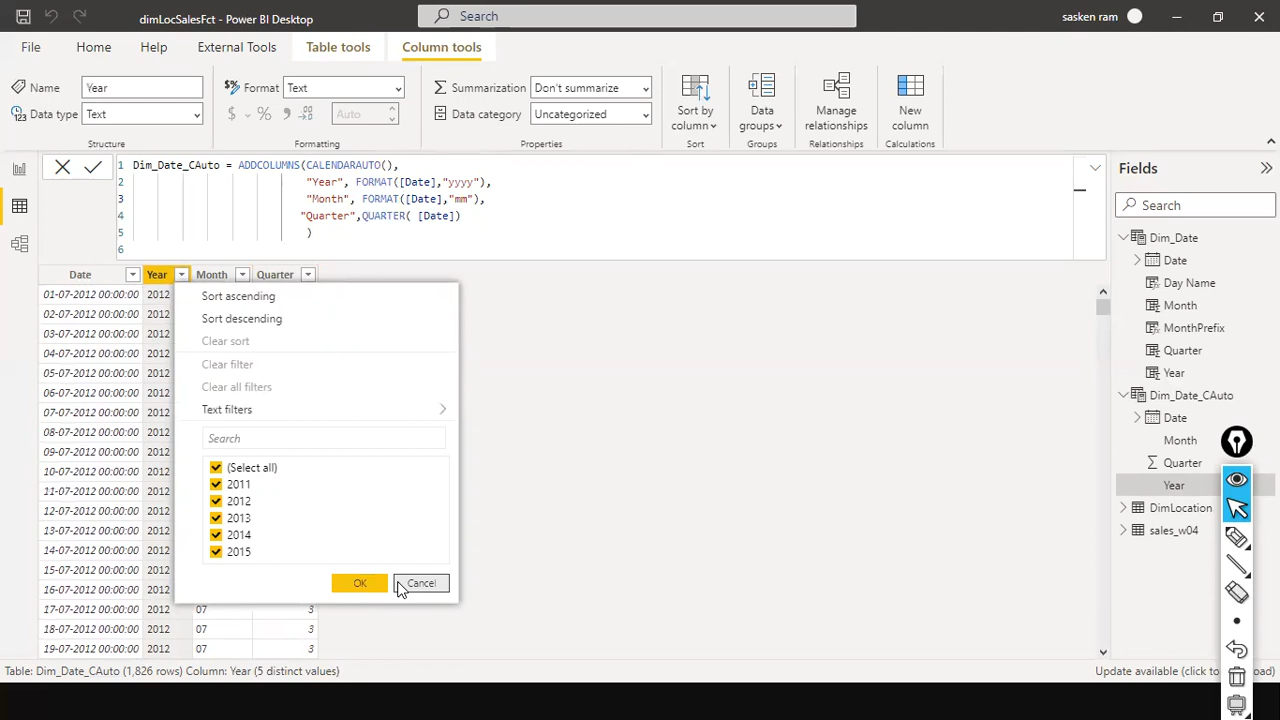 dimLocSalesFct - Power BI Desktop
Search
sasken ram
File
Home
Help
External Tools
Table tools
Column tools
Name
Year
Format
Text
Summarization
Don't summarize
Data type
Text
$
%
Auto
Data category
Uncategorized
Sort by
column
Data
groups
Manage
relationships
New
column
Structure
Formatting
Properties
Sort
Groups
Relationships
Calculations
1 Dim_Date_CAuto = ADDCOLUMNS(CALENDARAUTO(),
2 "Year", FORMAT([Date],"yyyy"),
3 "Month", FORMAT([Date],"mm"),
4 "Quarter",QUARTER( [Date])
5 )
6
Date
Year
Month
Quarter
01-07-2012 00:00:00 2012
02-07-2012 00:00:00 2012
03-07-2012 00:00:00 2012
04-07-2012 00:00:00 2012
05-07-2012 00:00:00 2012
06-07-2012 00:00:00 2012
07-07-2012 00:00:00 2012
08-07-2012 00:00:00 2012
09-07-2012 00:00:00 2012
10-07-2012 00:00:00 2012
11-07-2012 00:00:00 2012
12-07-2012 00:00:00 2012
13-07-2012 00:00:00 2012
14-07-2012 00:00:00 2012
15-07-2012 00:00:00 2012
16-07-2012 00:00:00 2012
17-07-2012 00:00:00 2012 07 3
18-07-2012 00:00:00 2012 07 3
19-07-2012 00:00:00 2012 07 3
Sort ascending
Sort descending
Clear sort
Clear filter
Clear all filters
Text filters
Search
(Select all)
2011
2012
2013
2014
2015
OK
Cancel
Fields
Search
Dim_Date
Date
Day Name
Month
MonthPrefix
Quarter
Year
Dim_Date_CAuto
Date
Month
Quarter
Year
DimLocation
sales_w04
Table: Dim_Date_CAuto (1,826 rows) Column: Year (5 distinct values)
Update available (click to
oad)